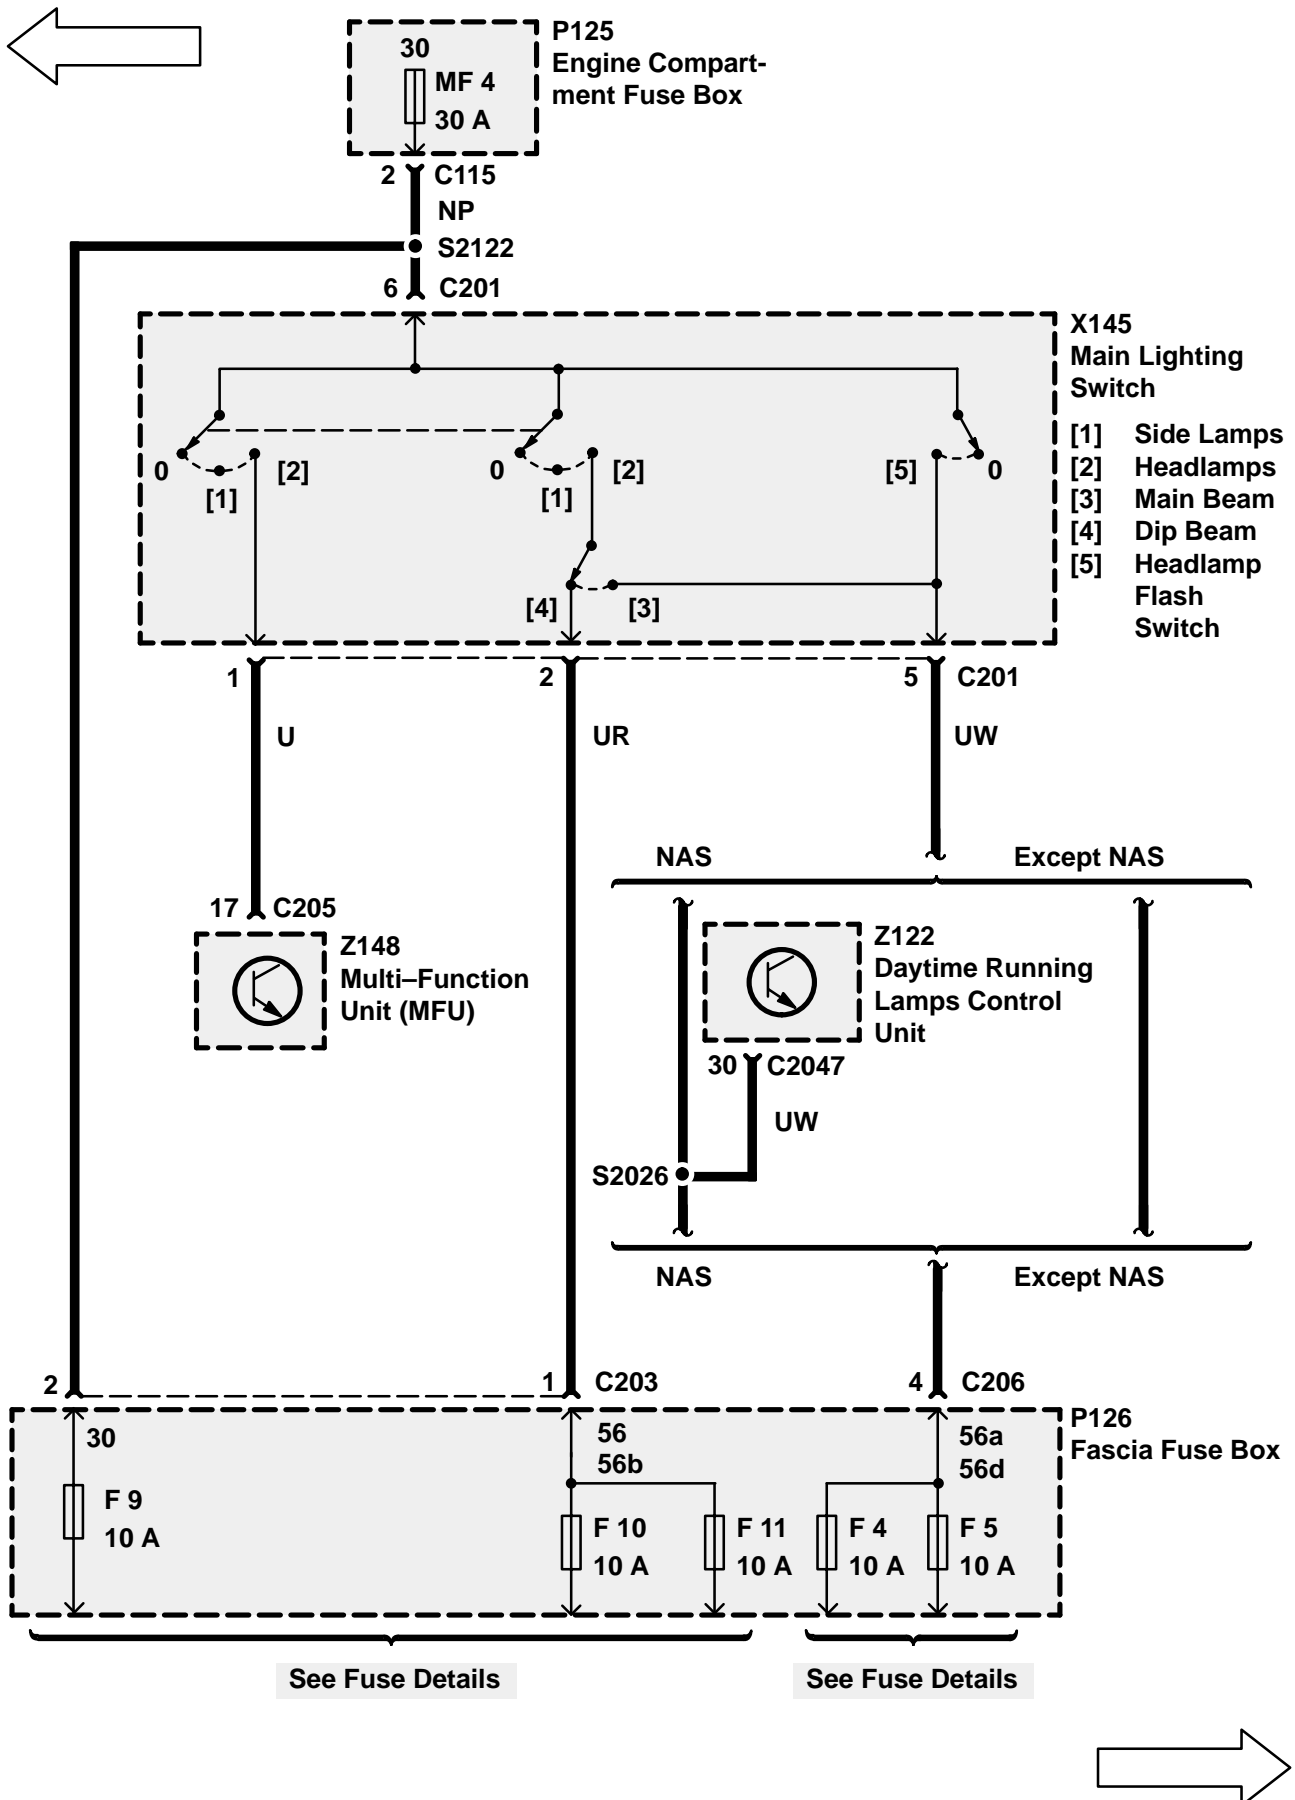 P125
Engine Compart-
ment Fuse Box
30
MF 4
30 A
2 C115
NP
S2122
6 C201
X145
Main Lighting
Switch
[1] Side Lamps
[2] Headlamps
[3] Main Beam
[4] Dip Beam
[5] Headlamp
Flash
Switch
0 [1] [2]
0 [1] [2]
[5] 0
[4] [3]
1 2 5 C201
U UR UW
NAS Except NAS
17 C205
Z148
Multi–Function
Unit (MFU)
Z122
Daytime Running
Lamps Control
Unit
30 C2047
UW
S2026
NAS Except NAS
2 1 C203 4 C206
P126
Fascia Fuse Box
30
F 9
10 A
56
56b
F 10
10 A
F 11
10 A
56a
56d
F 4
10 A
F 5
10 A
See Fuse Details See Fuse Details